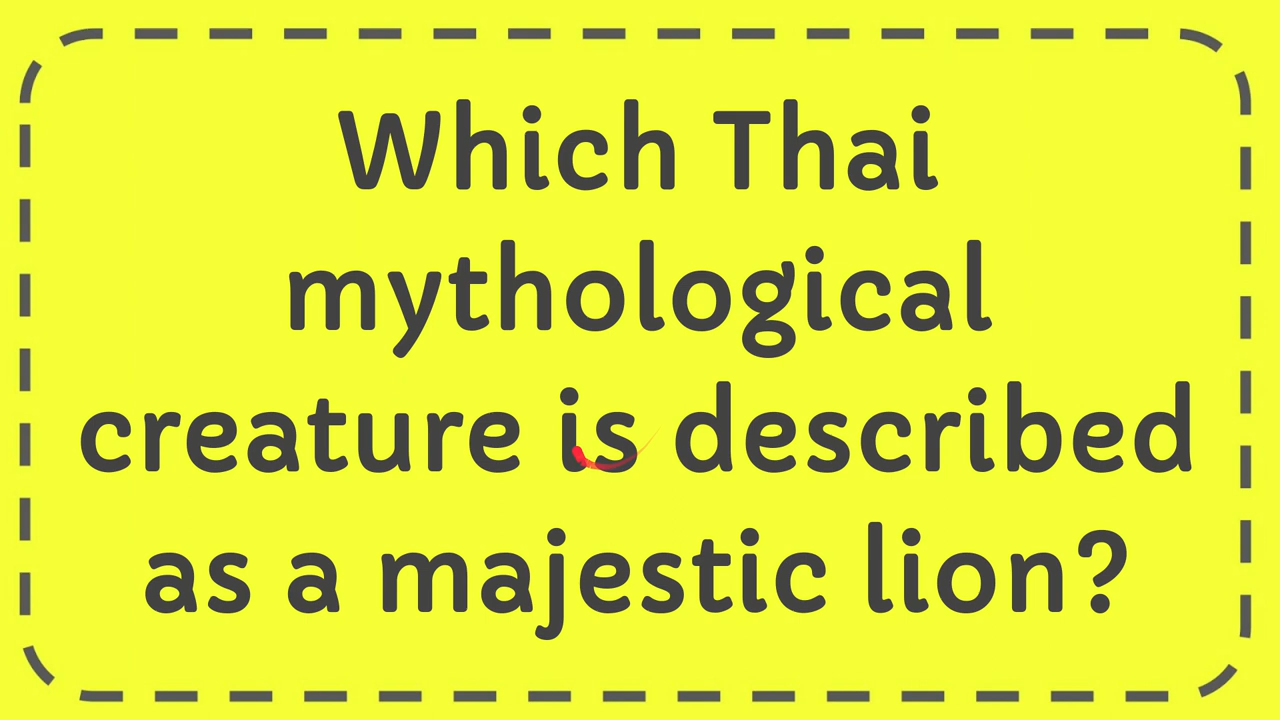 Which Thai
mythological
creature is described
as a majestic lion?